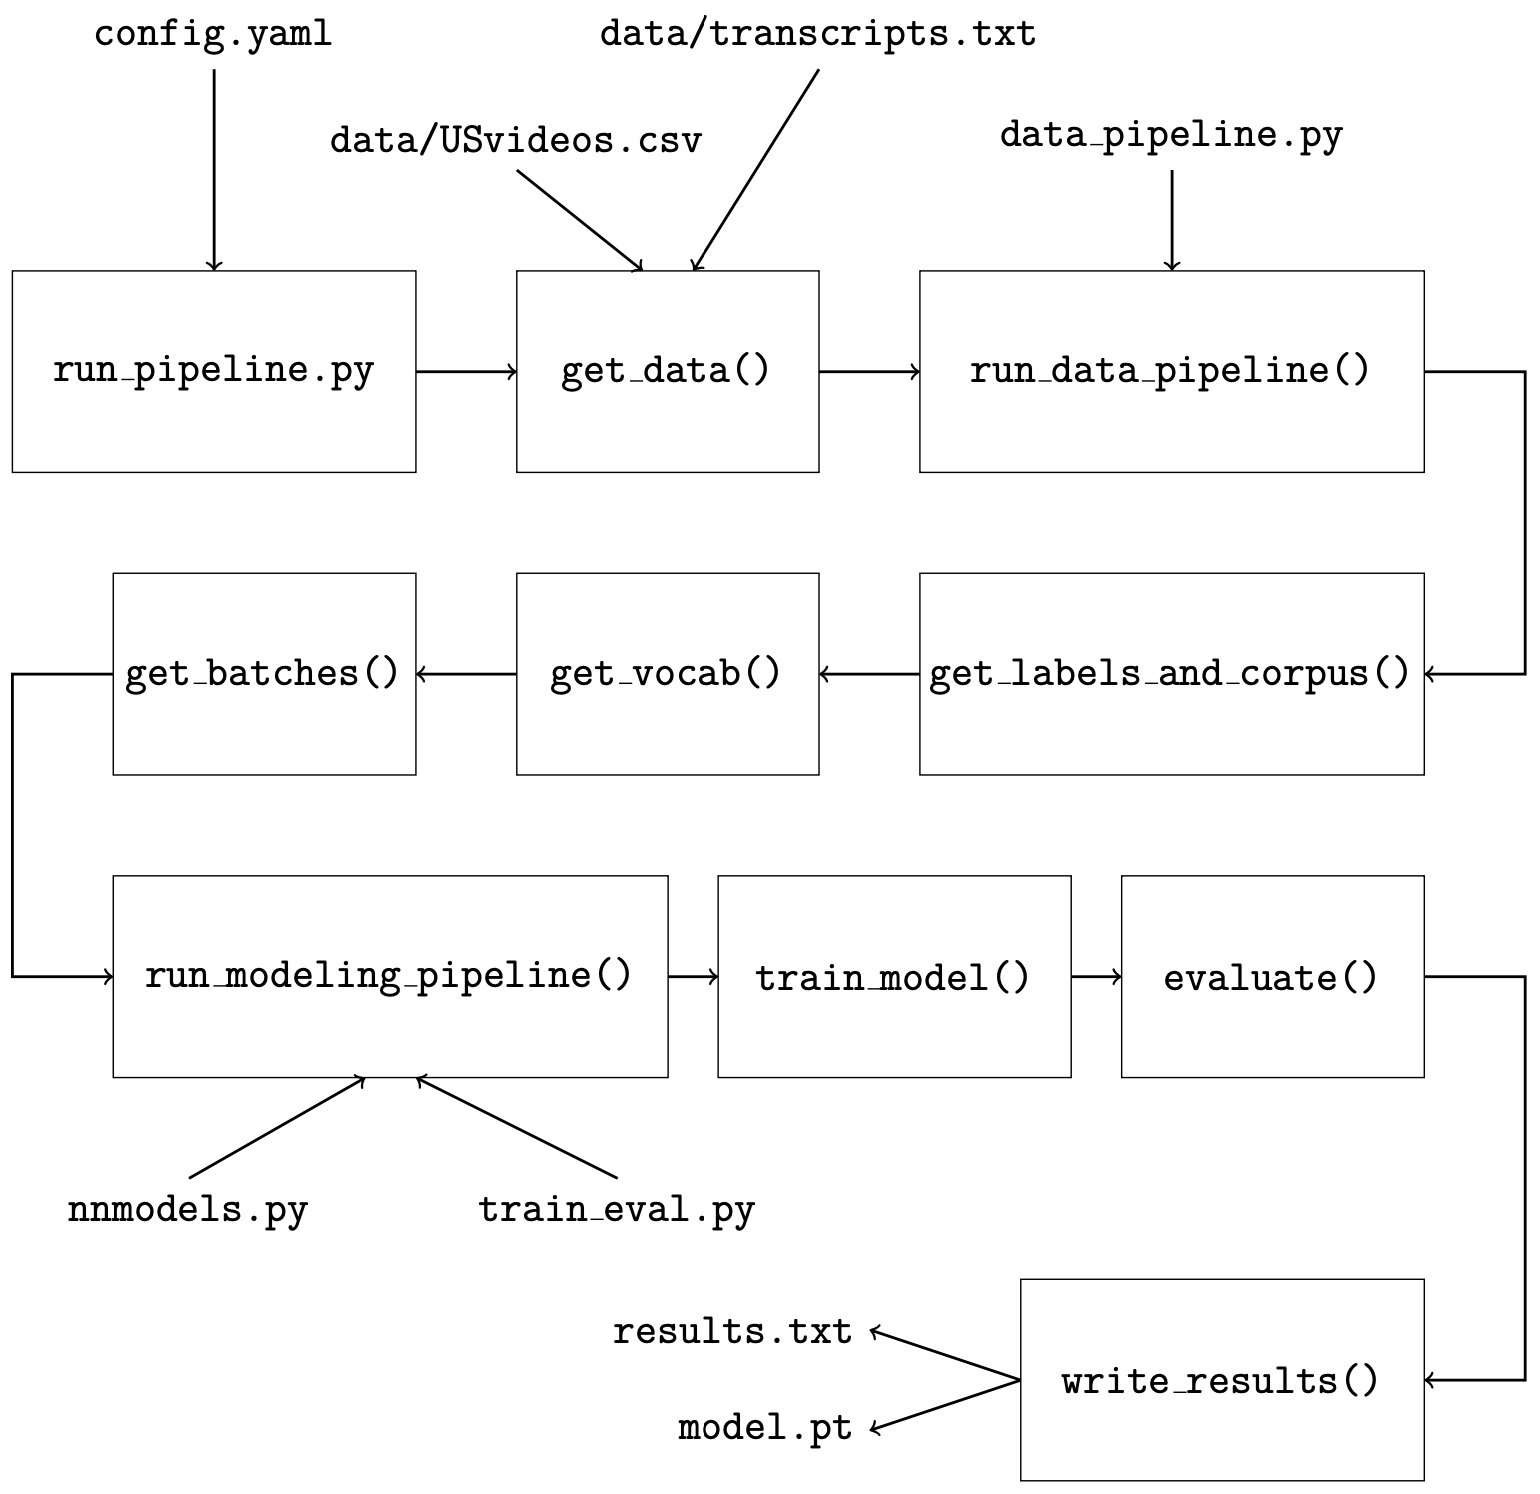 config.yaml
data/transcripts.txt
data/USvideos.csv
data_pipeline.py
run_pipeline.py
get_data()
run_data_pipeline()
get_batches()
get_vocab()
get_labels_and_corpus()
run_modeling_pipeline()
train_model()
evaluate()
nnmodels.py
train_eval.py
results.txt
write_results()
model.pt